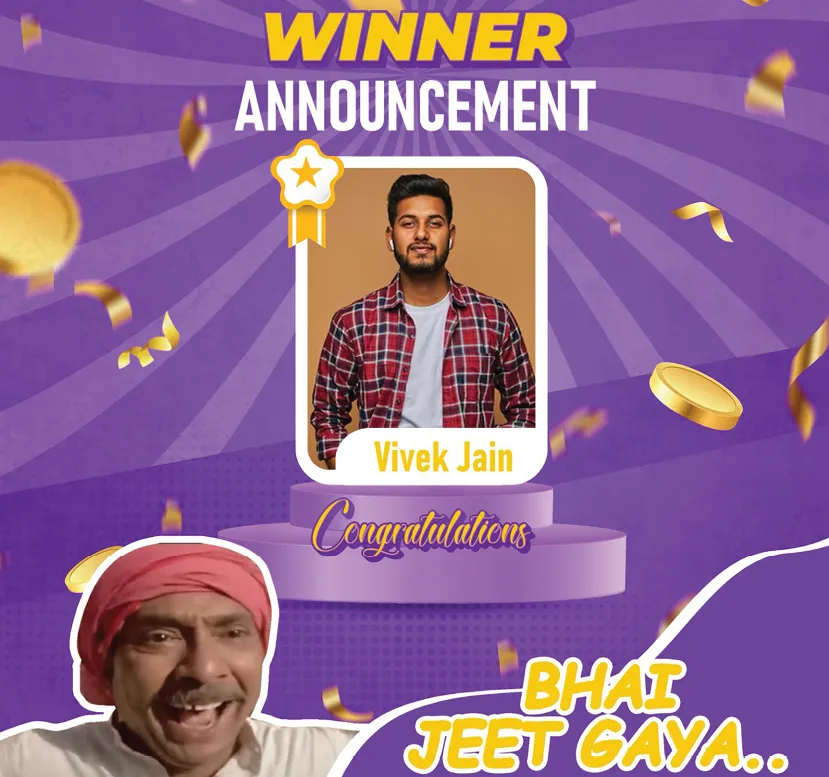 WINNER
ANNOUNCEMENT
Vivek Jain
Congratulations
BHAI
JEET GAYA..